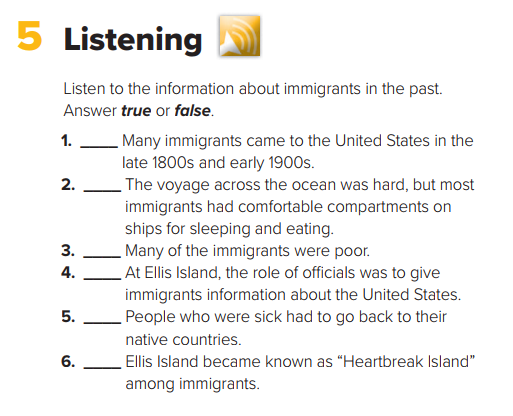 5 Listening
Listen to the information about immigrants in the past.
Answer true or false.
1. ____ Many immigrants came to the United States in the
late 1800s and early 1900s.
2. ____ The voyage across the ocean was hard, but most
immigrants had comfortable compartments on
ships for sleeping and eating.
3. ____ Many of the immigrants were poor.
4. ____ At Ellis Island, the role of officials was to give
immigrants information about the United States.
5. ____ People who were sick had to go back to their
native countries.
6. ____ Ellis Island became known as “Heartbreak Island”
among immigrants.